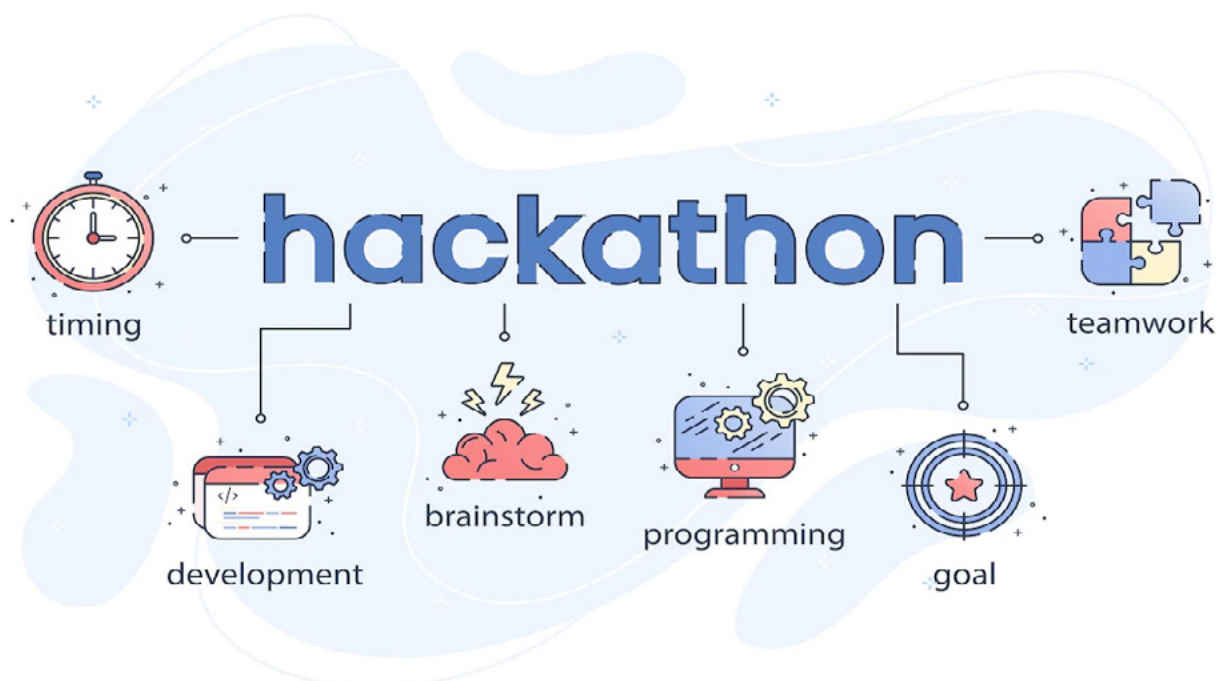 hackathon
timing
teamwork
development
</>
brainstorm
programming
goal